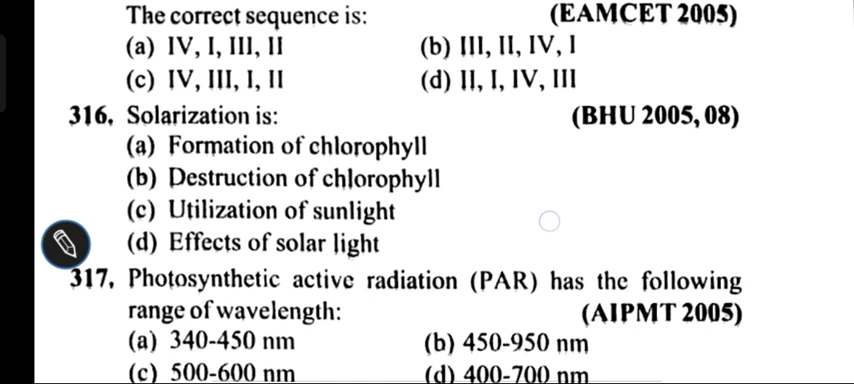 The correct sequence is: (EAMCET 2005)
(a) IV, I, III, II (b) III, II, IV, I
(c) IV, III, I, II (d) II, I, IV, III
316. Solarization is: (BHU 2005, 08)
(a) Formation of chlorophyll
(b) Destruction of chlorophyll
(c) Utilization of sunlight
(d) Effects of solar light
317. Photosynthetic active radiation (PAR) has the following
range of wavelength: (AIPMT 2005)
(a) 340-450 nm (b) 450-950 nm
(c) 500-600 nm (d) 400-700 nm